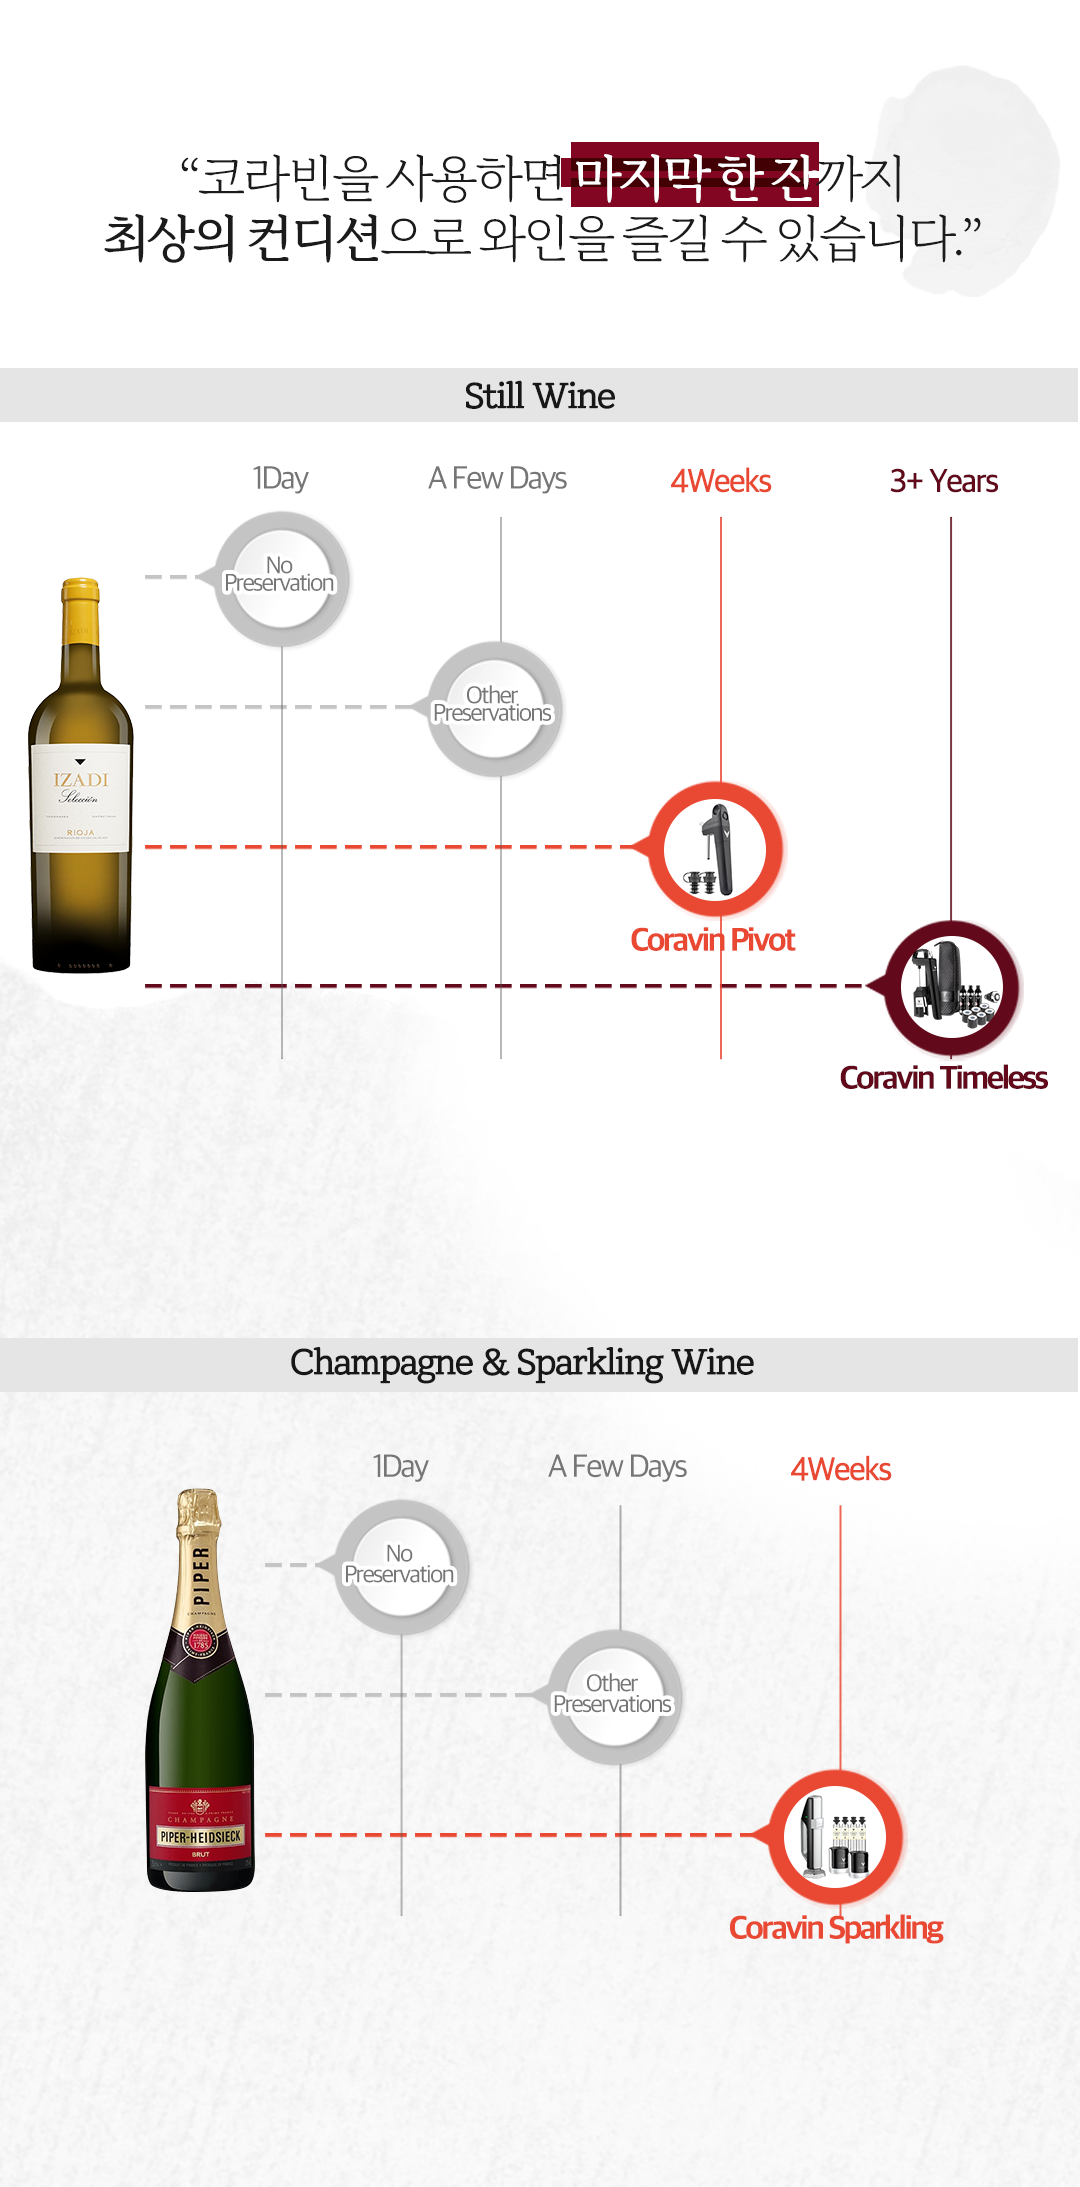 “코라빈을 사용하면 마지막 한 잔까지
최상의 컨디션으로 와인을 즐길 수 있습니다.”
Still Wine
1Day
A Few Days
4Weeks
3+ Years
No
Preservation
Other
Preservations
IZADI
Selección
RIOJA
Coravin Pivot
Coravin Timeless
Champagne & Sparkling Wine
1Day
A Few Days
4Weeks
No
Preservation
PIPER
CHAMPAGNE
1785
Other
Preservations
CHAMPAGNE
PIPER-HEIDSIECK
BRUT
Coravin Sparkling